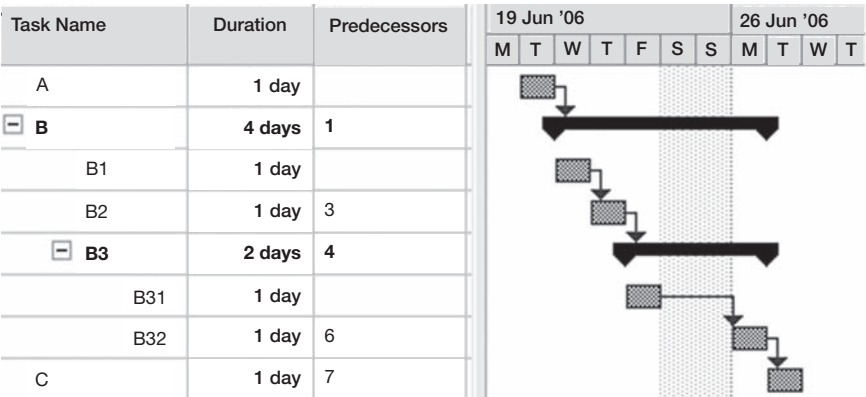 Task Name Duration Predecessors 19 Jun '06 26 Jun '06
M T W T F S S M T W T
A 1 day
B 4 days 1
B1 1 day
B2 1 day 3
B3 2 days 4
B31 1 day
B32 1 day 6
C 1 day 7